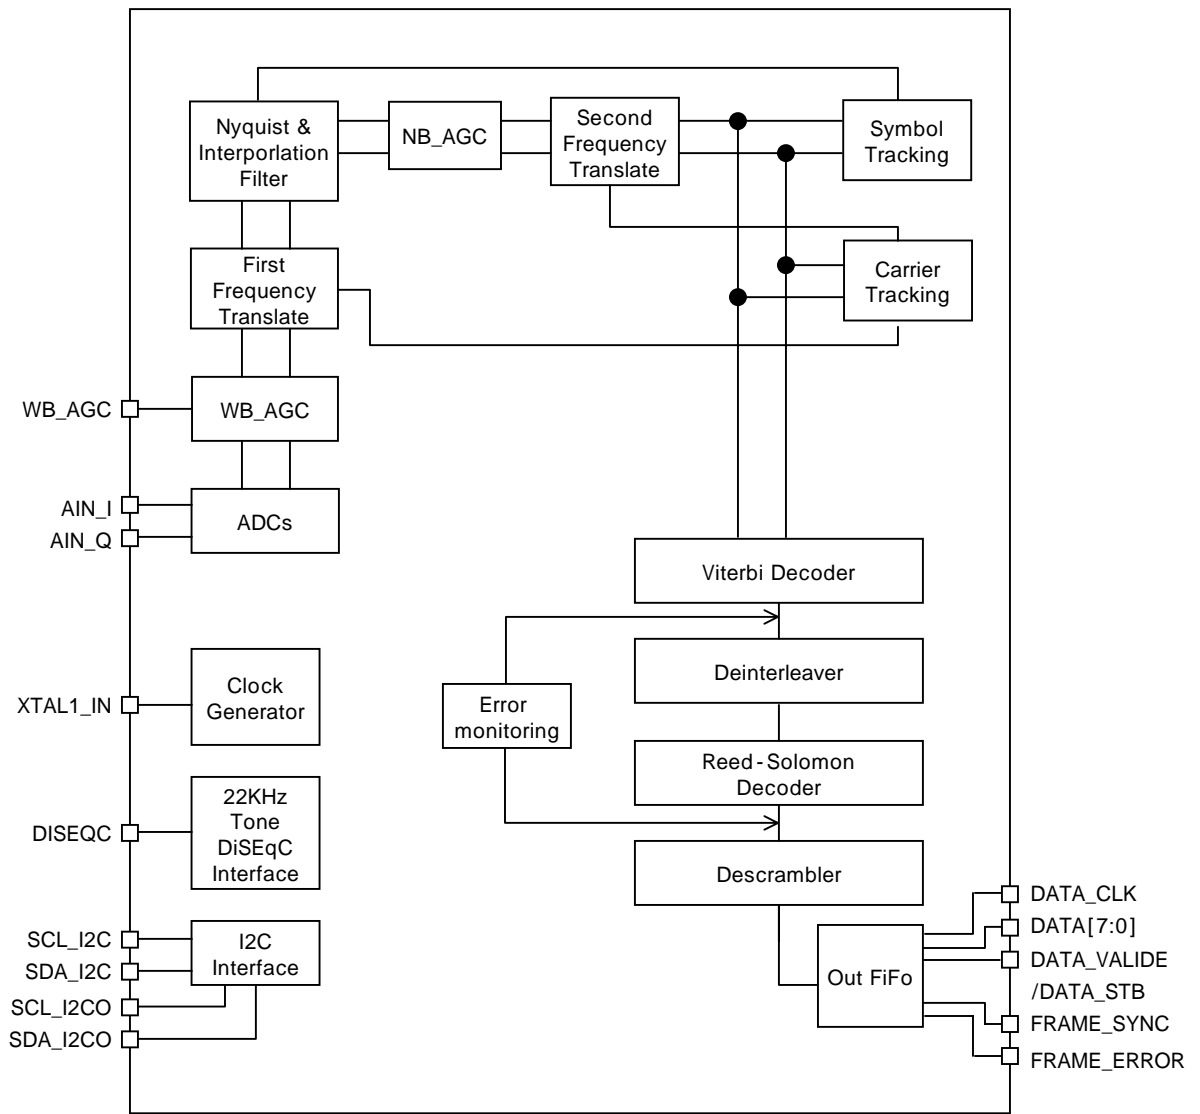 Nyquist &
Interporlation
Filter
NB_AGC
Second
Frequency
Translate
Symbol
Tracking
First
Frequency
Translate
Carrier
Tracking
WB_AGC
WB_AGC
AIN_I
AIN_Q
ADCs
Viterbi Decoder
Deinterleaver
XTAL1_IN
Clock
Generator
Error
monitoring
Reed-Solomon
Decoder
DISEQC
22KHz
Tone
DiSEqC
Interface
Descrambler
SCL_I2C
SDA_I2C
SCL_I2CO
SDA_I2CO
I2C
Interface
Out FiFo
DATA_CLK
DATA[7:0]
DATA_VALIDE
/DATA_STB
FRAME_SYNC
FRAME_ERROR